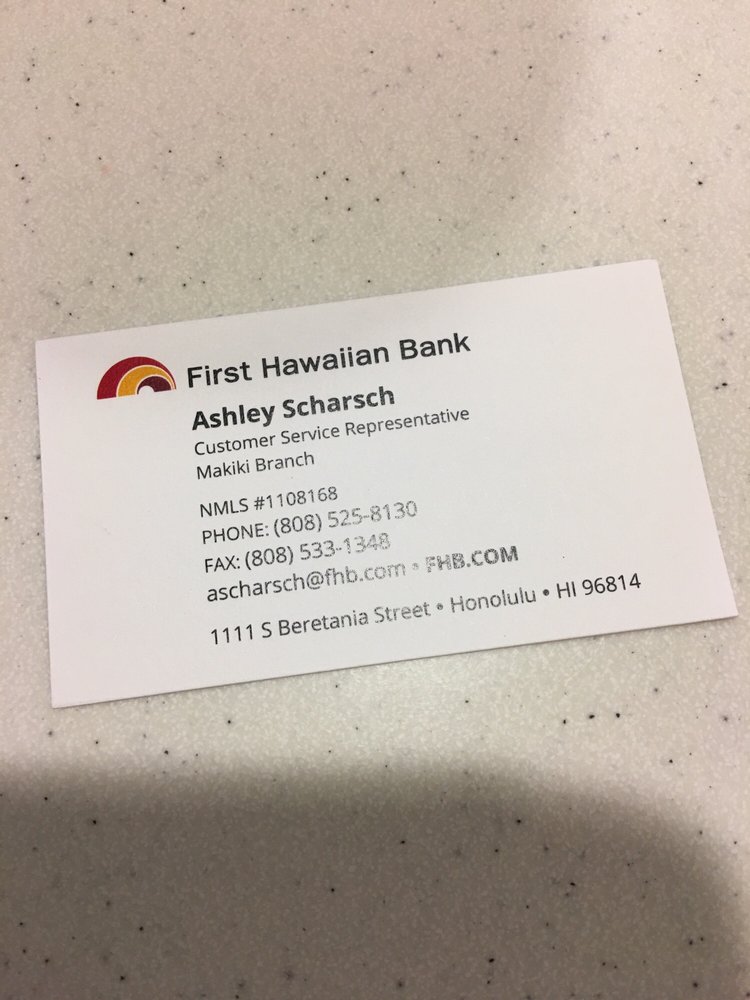 First Hawaiian Bank
Ashley Scharsch
Customer Service Representative
Makiki Branch
NMLS #1108168
PHONE: (808) 525-8130
FAX: (808) 533-1348
ascharsch@fhb.com • FHB.COM
1111 S Beretania Street • Honolulu • HI 96814